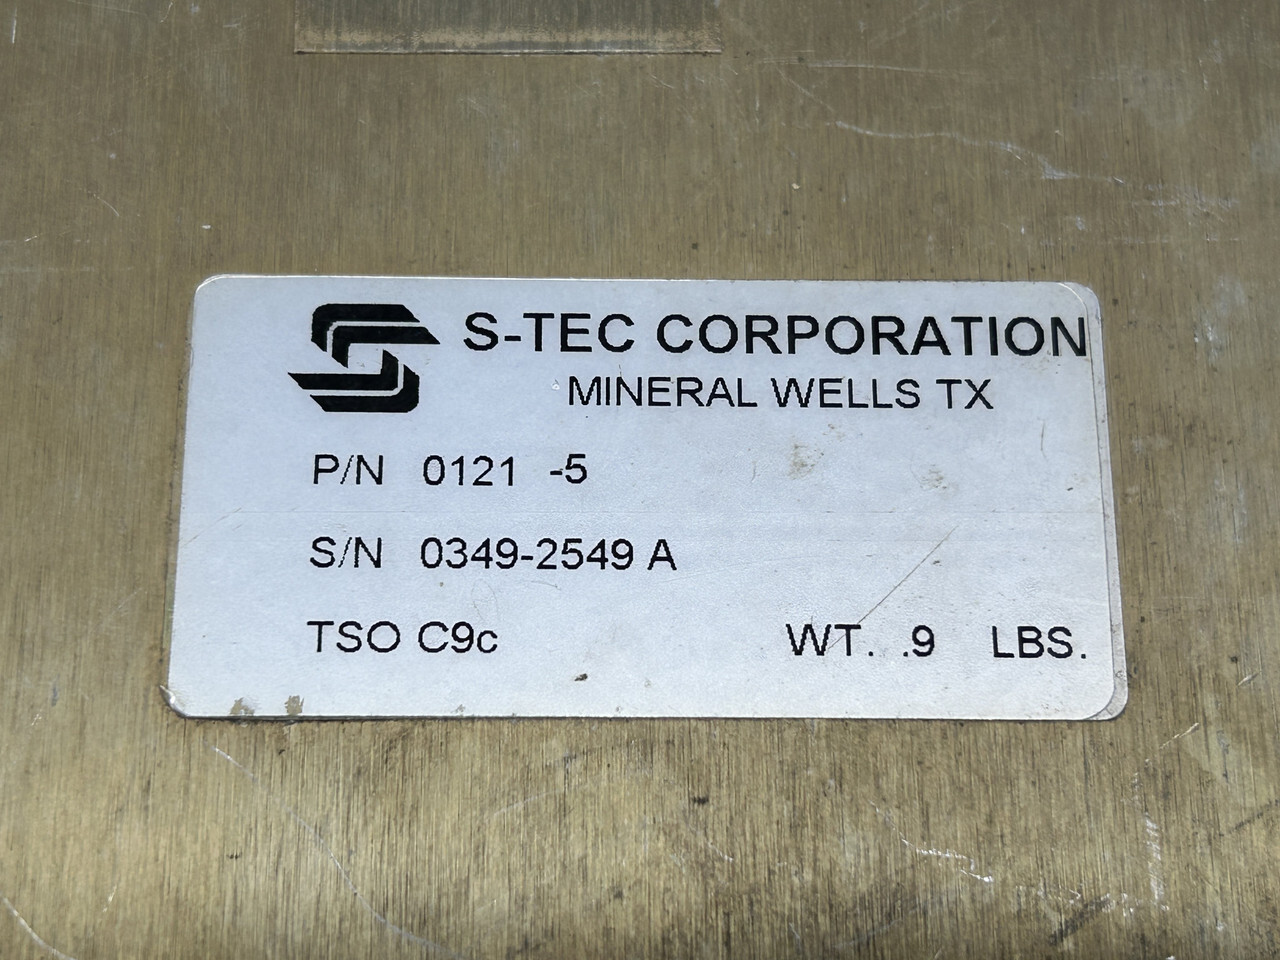 S-TEC CORPORATION
MINERAL WELLS TX
P/N 0121 -5
S/N 0349-2549 A
TSO C9c WT. .9 LBS.